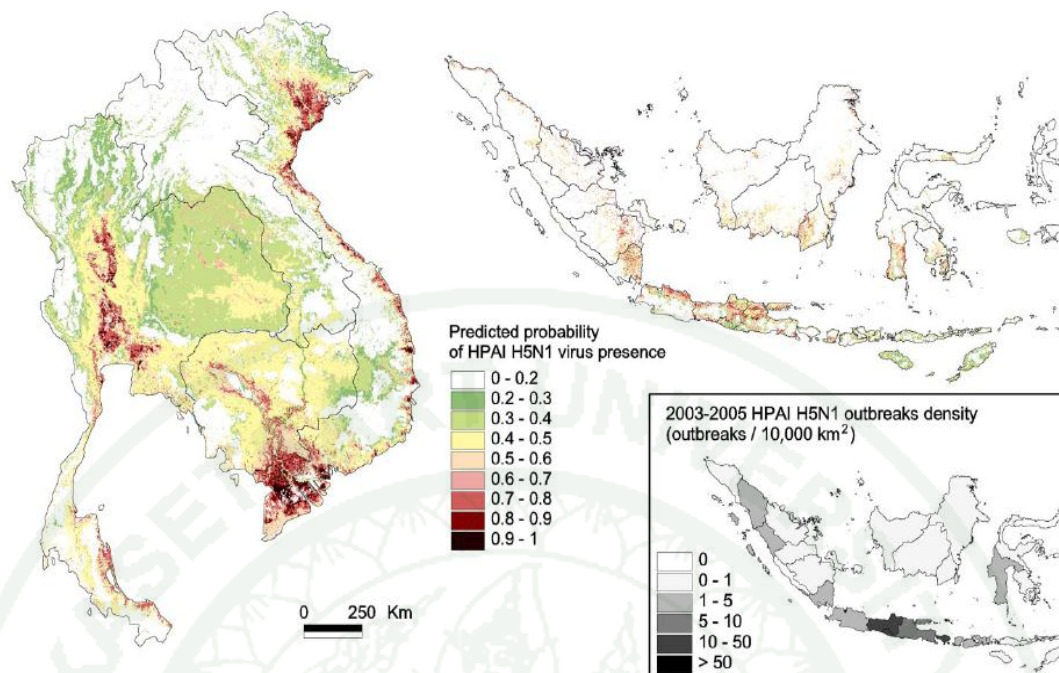 Predicted probability
of HPAI H5N1 virus presence
0 - 0.2
0.2 - 0.3
0.3 - 0.4
0.4 - 0.5
0.5 - 0.6
0.6 - 0.7
0.7 - 0.8
0.8 - 0.9
0.9 - 1
0 250 Km
2003-2005 HPAI H5N1 outbreaks density
(outbreaks / 10,000 km²)
0
0 - 1
1 - 5
5 - 10
10 - 50
> 50